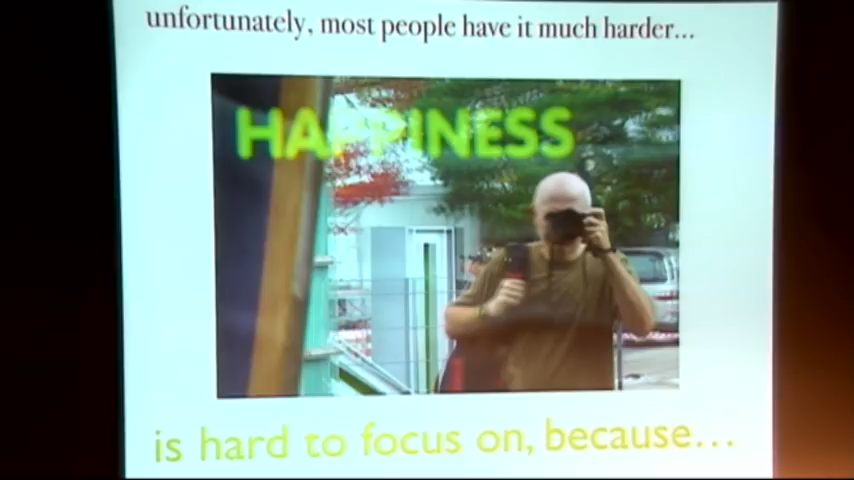 unfortunately, most people have it much harder...
HAPPINESS
is hard to focus on, because...